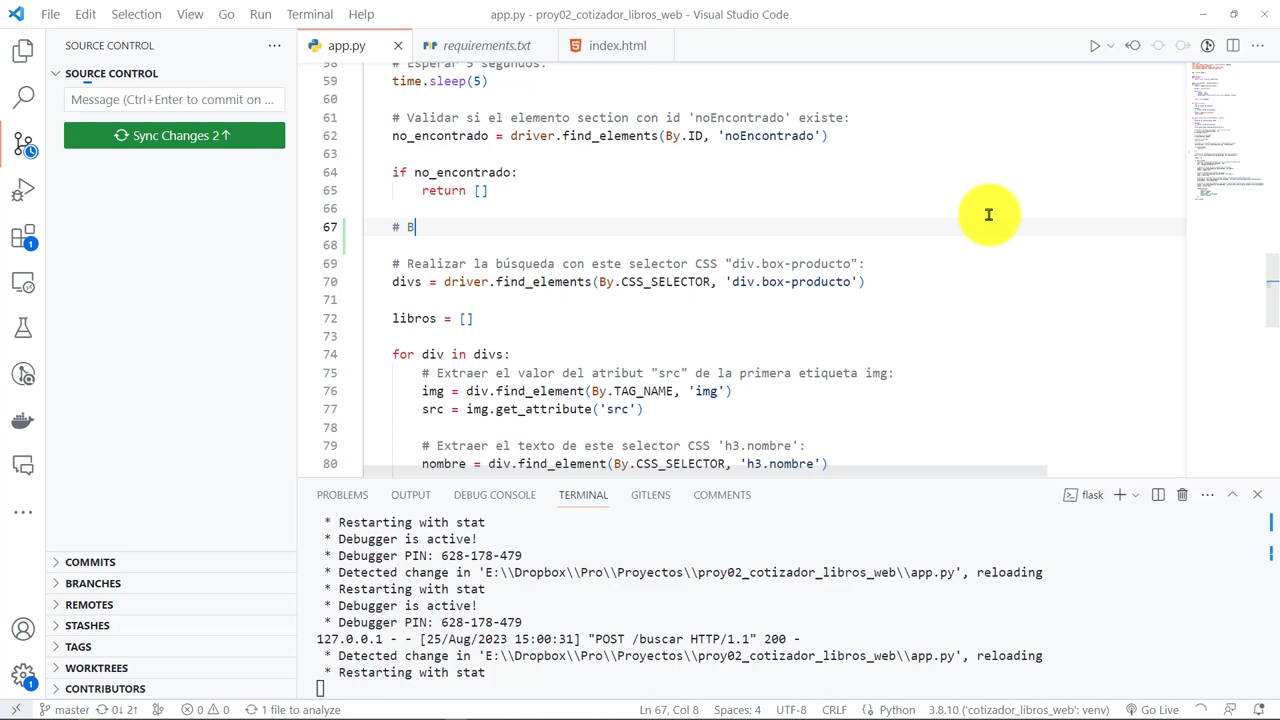 File Edit Selection View Go Run Terminal Help
app.py - proy02_cotizador_libros_web - Visual Studio Code
SOURCE CONTROL
app.py
requirements.txt
index.html
SOURCE CONTROL
Message (Ctrl+Enter to commit on ...
Sync Changes 2↑
58 # Esperar 5 segundos:
59 time.sleep(5)
60
61 # Validar
62 no_encontrado = driver.find_elements(
63
64 if no_encontrado
65 return []
66
67 # B
68
69 # Realizar la búsqueda con este selector CSS "div.box-producto":
70 divs = driver.find_elements(By.CSS_SELECTOR, 'div.box-producto')
71
72 libros = []
73
74 for div in divs:
75 # Extraer el valor del atribut "src" de la primera etiqueta img:
76 img = div.find_element(By.TAG_NAME, 'img')
77 src = img.get_attribute('src')
78
79 # Extraer el texto de este selector CSS 'h3.nombre':
80 nombre = div.find_element(By.CSS_SELECTOR, 'h3.nombre')
PROBLEMS OUTPUT DEBUG CONSOLE TERMINAL GITLENS COMMENTS
flask
* Restarting with stat
* Debugger is active!
* Debugger PIN: 628-178-479
* Detected change in 'E:\\Dropbox\\Pro\\Proyectos\\proy02_cotizador_libros_web\\app.py', reloading
* Restarting with stat
* Debugger is active!
* Debugger PIN: 628-178-479
127.0.0.1 - - [25/Aug/2023 15:00:31] "POST /buscar HTTP/1.1" 200 -
* Detected change in 'E:\\Dropbox\\Pro\\Proyectos\\proy02_cotizador_libros_web\\app.py', reloading
* Restarting with stat
COMMITS
BRANCHES
REMOTES
STASHES
TAGS
WORKTREES
CONTRIBUTORS
1
1
master 0↓ 2↑ 0 0 1 file to analyze
Ln 67, Col 8 Spaces: 4 UTF-8 CRLF Python 3.8.10 ('cotizador_libros_web': venv) Go Live